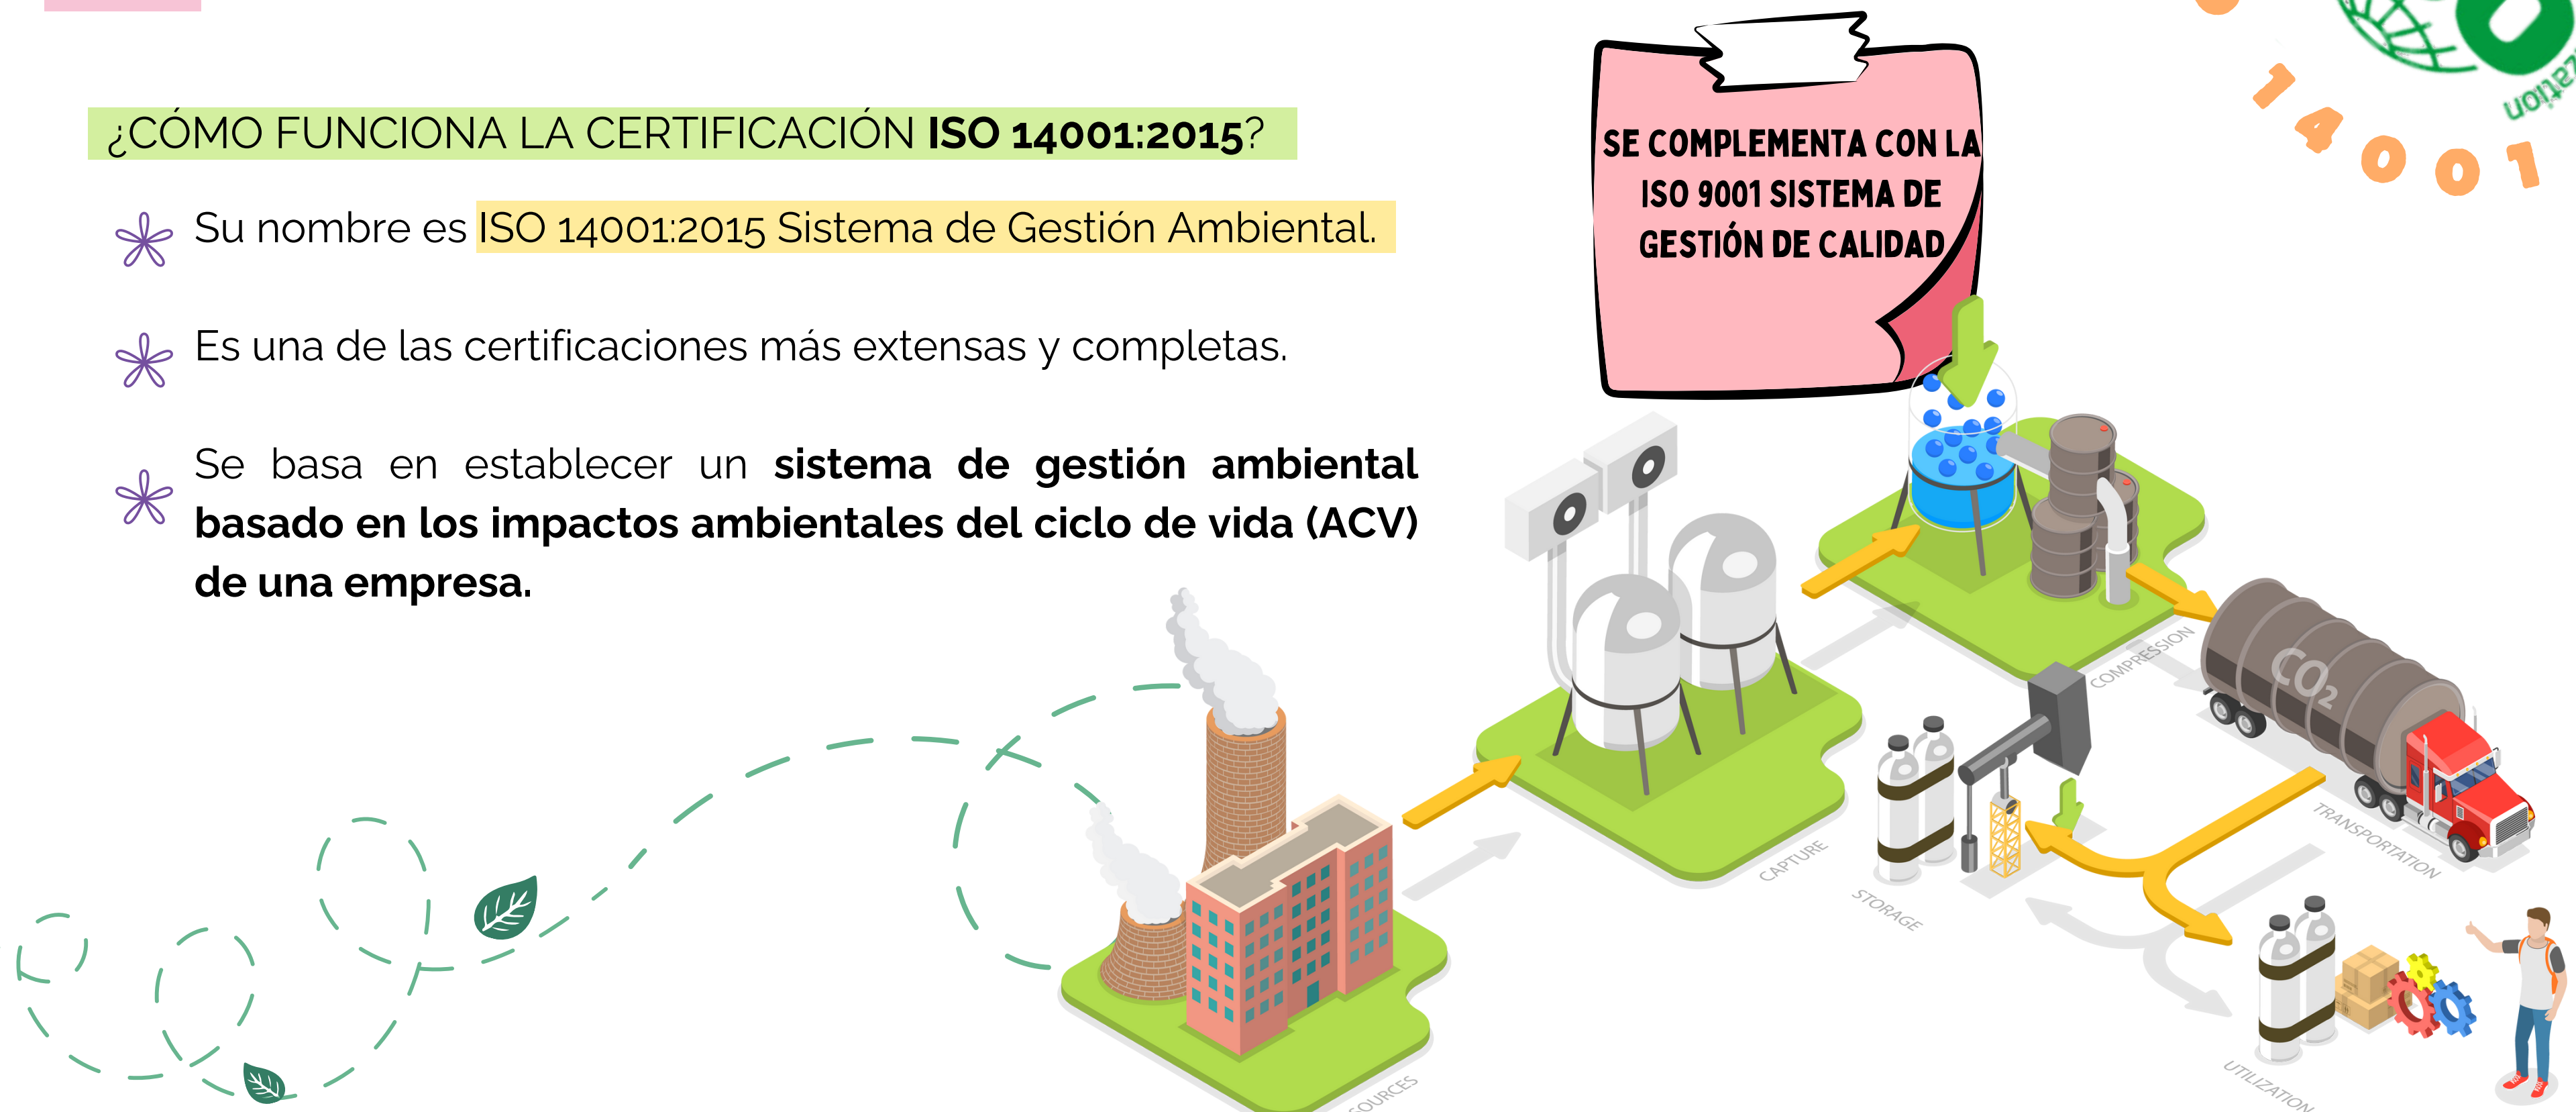 ¿CÓMO FUNCIONA LA CERTIFICACIÓN ISO 14001:2015?
Su nombre es ISO 14001:2015 Sistema de Gestión Ambiental.
Es una de las certificaciones más extensas y completas.
Se basa en establecer un sistema de gestión ambiental
basado en los impactos ambientales del ciclo de vida (ACV)
de una empresa.
SE COMPLEMENTA CON LA
ISO 9001 SISTEMA DE
GESTIÓN DE CALIDAD
14001
COMPRESSION
CO₂
TRANSPORTATION
CAPTURE
STORAGE
UTILIZATION